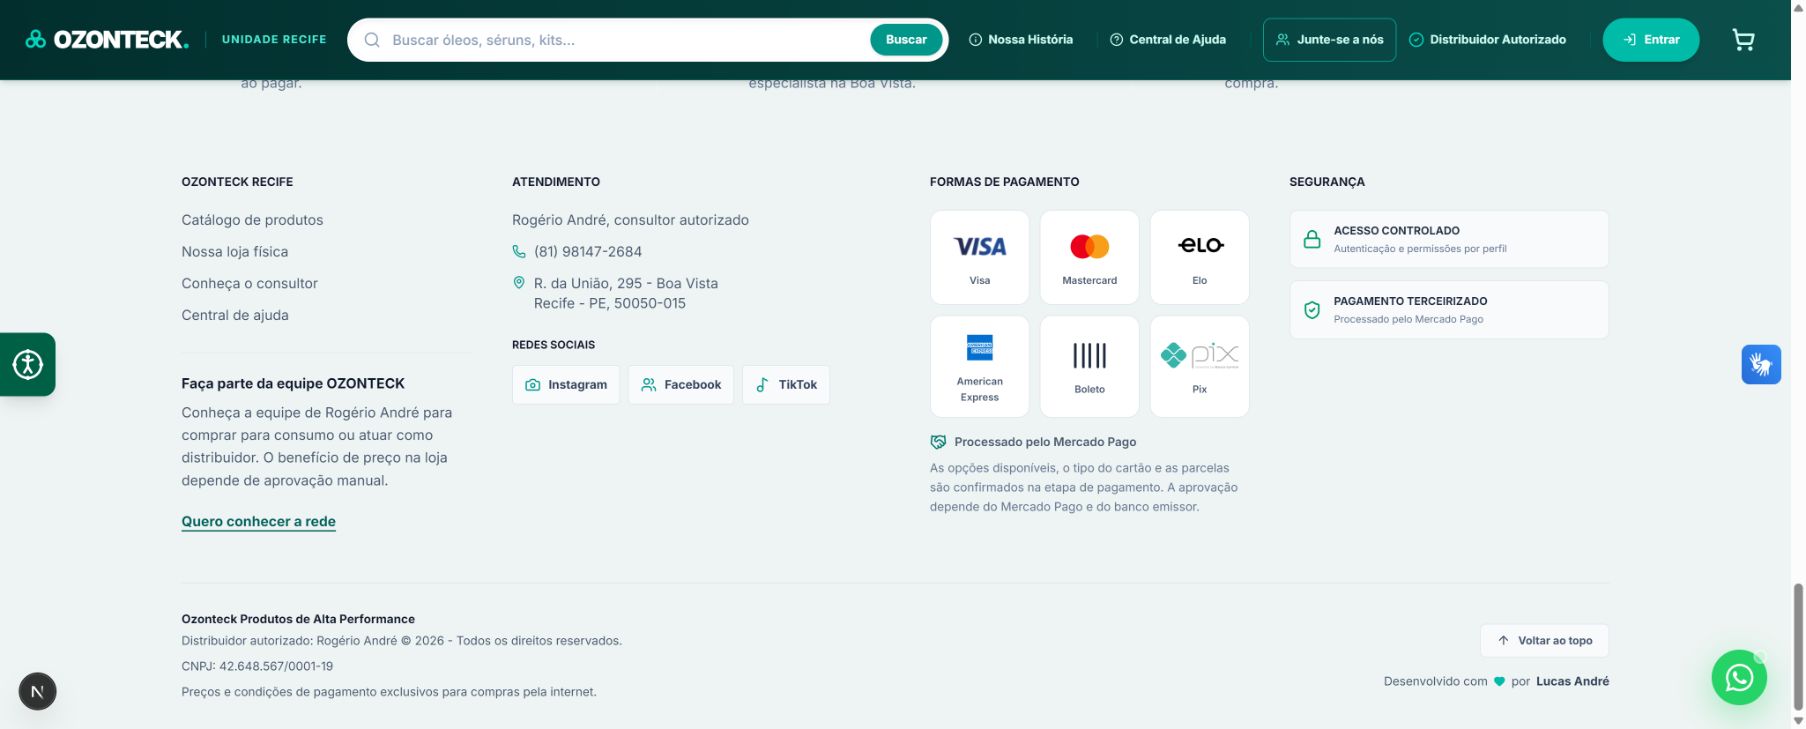 OZONTECK.
UNIDADE RECIFE
Buscar óleos, séruns, kits...
Buscar
Nossa História
Central de Ajuda
Junte-se a nós
Distribuidor Autorizado
Entrar
ao pagar.
especialista na Boa Vista.
compra.
OZONTECK RECIFE
Catálogo de produtos
Nossa loja física
Conheça o consultor
Central de ajuda
Faça parte da equipe OZONTECK
Conheça a equipe de Rogério André para
comprar para consumo ou atuar como
distribuidor. O benefício de preço na loja
depende de aprovação manual.
Quero conhecer a rede
ATENDIMENTO
Rogério André, consultor autorizado
(81) 98147-2684
R. da União, 295 - Boa Vista
Recife - PE, 50050-015
REDES SOCIAIS
Instagram
Facebook
TikTok
FORMAS DE PAGAMENTO
VISA
Visa
Mastercard
elo
Elo
AMERICAN
EXPRESS
American
Express
Boleto
pix
Pix
Processado pelo Mercado Pago
As opções disponíveis, o tipo do cartão e as parcelas
são confirmados na etapa de pagamento. A aprovação
depende do Mercado Pago e do banco emissor.
SEGURANÇA
ACESSO CONTROLADO
Autenticação e permissões por perfil
PAGAMENTO TERCEIRIZADO
Processado pelo Mercado Pago
Ozonteck Produtos de Alta Performance
Distribuidor autorizado: Rogério André © 2026 - Todos os direitos reservados.
CNPJ: 42.648.567/0001-19
Preços e condições de pagamento exclusivos para compras pela internet.
Voltar ao topo
Desenvolvido com por Lucas André
N